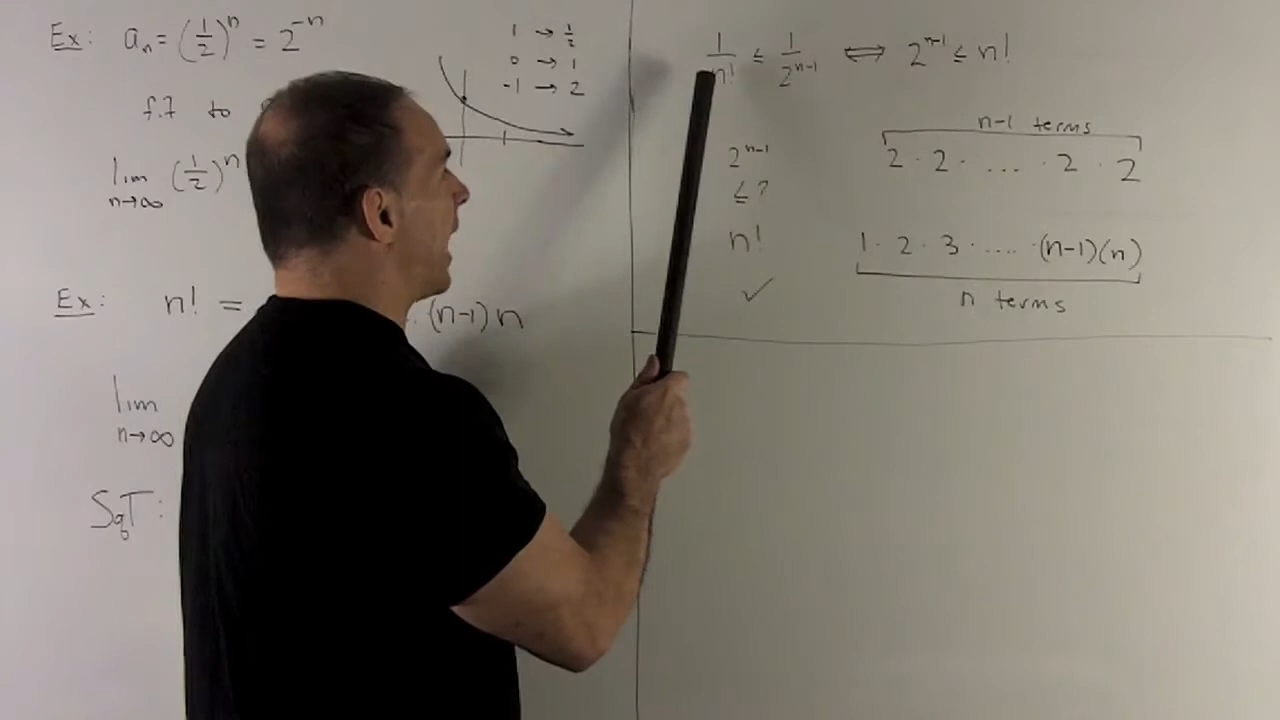 Ex: aₙ = (1/2)ⁿ = 2⁻ⁿ
1 → 1/2
0 → 1
-1 → 2
f.7 to
lim n→∞ (1/2)ⁿ
Ex: n! = . (n-1) n
lim n→∞
SqT:
1/n! ≤ 1/2ⁿ⁻¹ ⟺ 2ⁿ⁻¹ ≤ n!
n-1 terms
2ⁿ⁻¹ 2 · 2 · ... · 2 · 2
≤ ?
n! 1 · 2 · 3 · .... · (n-1)(n)
✓ n terms